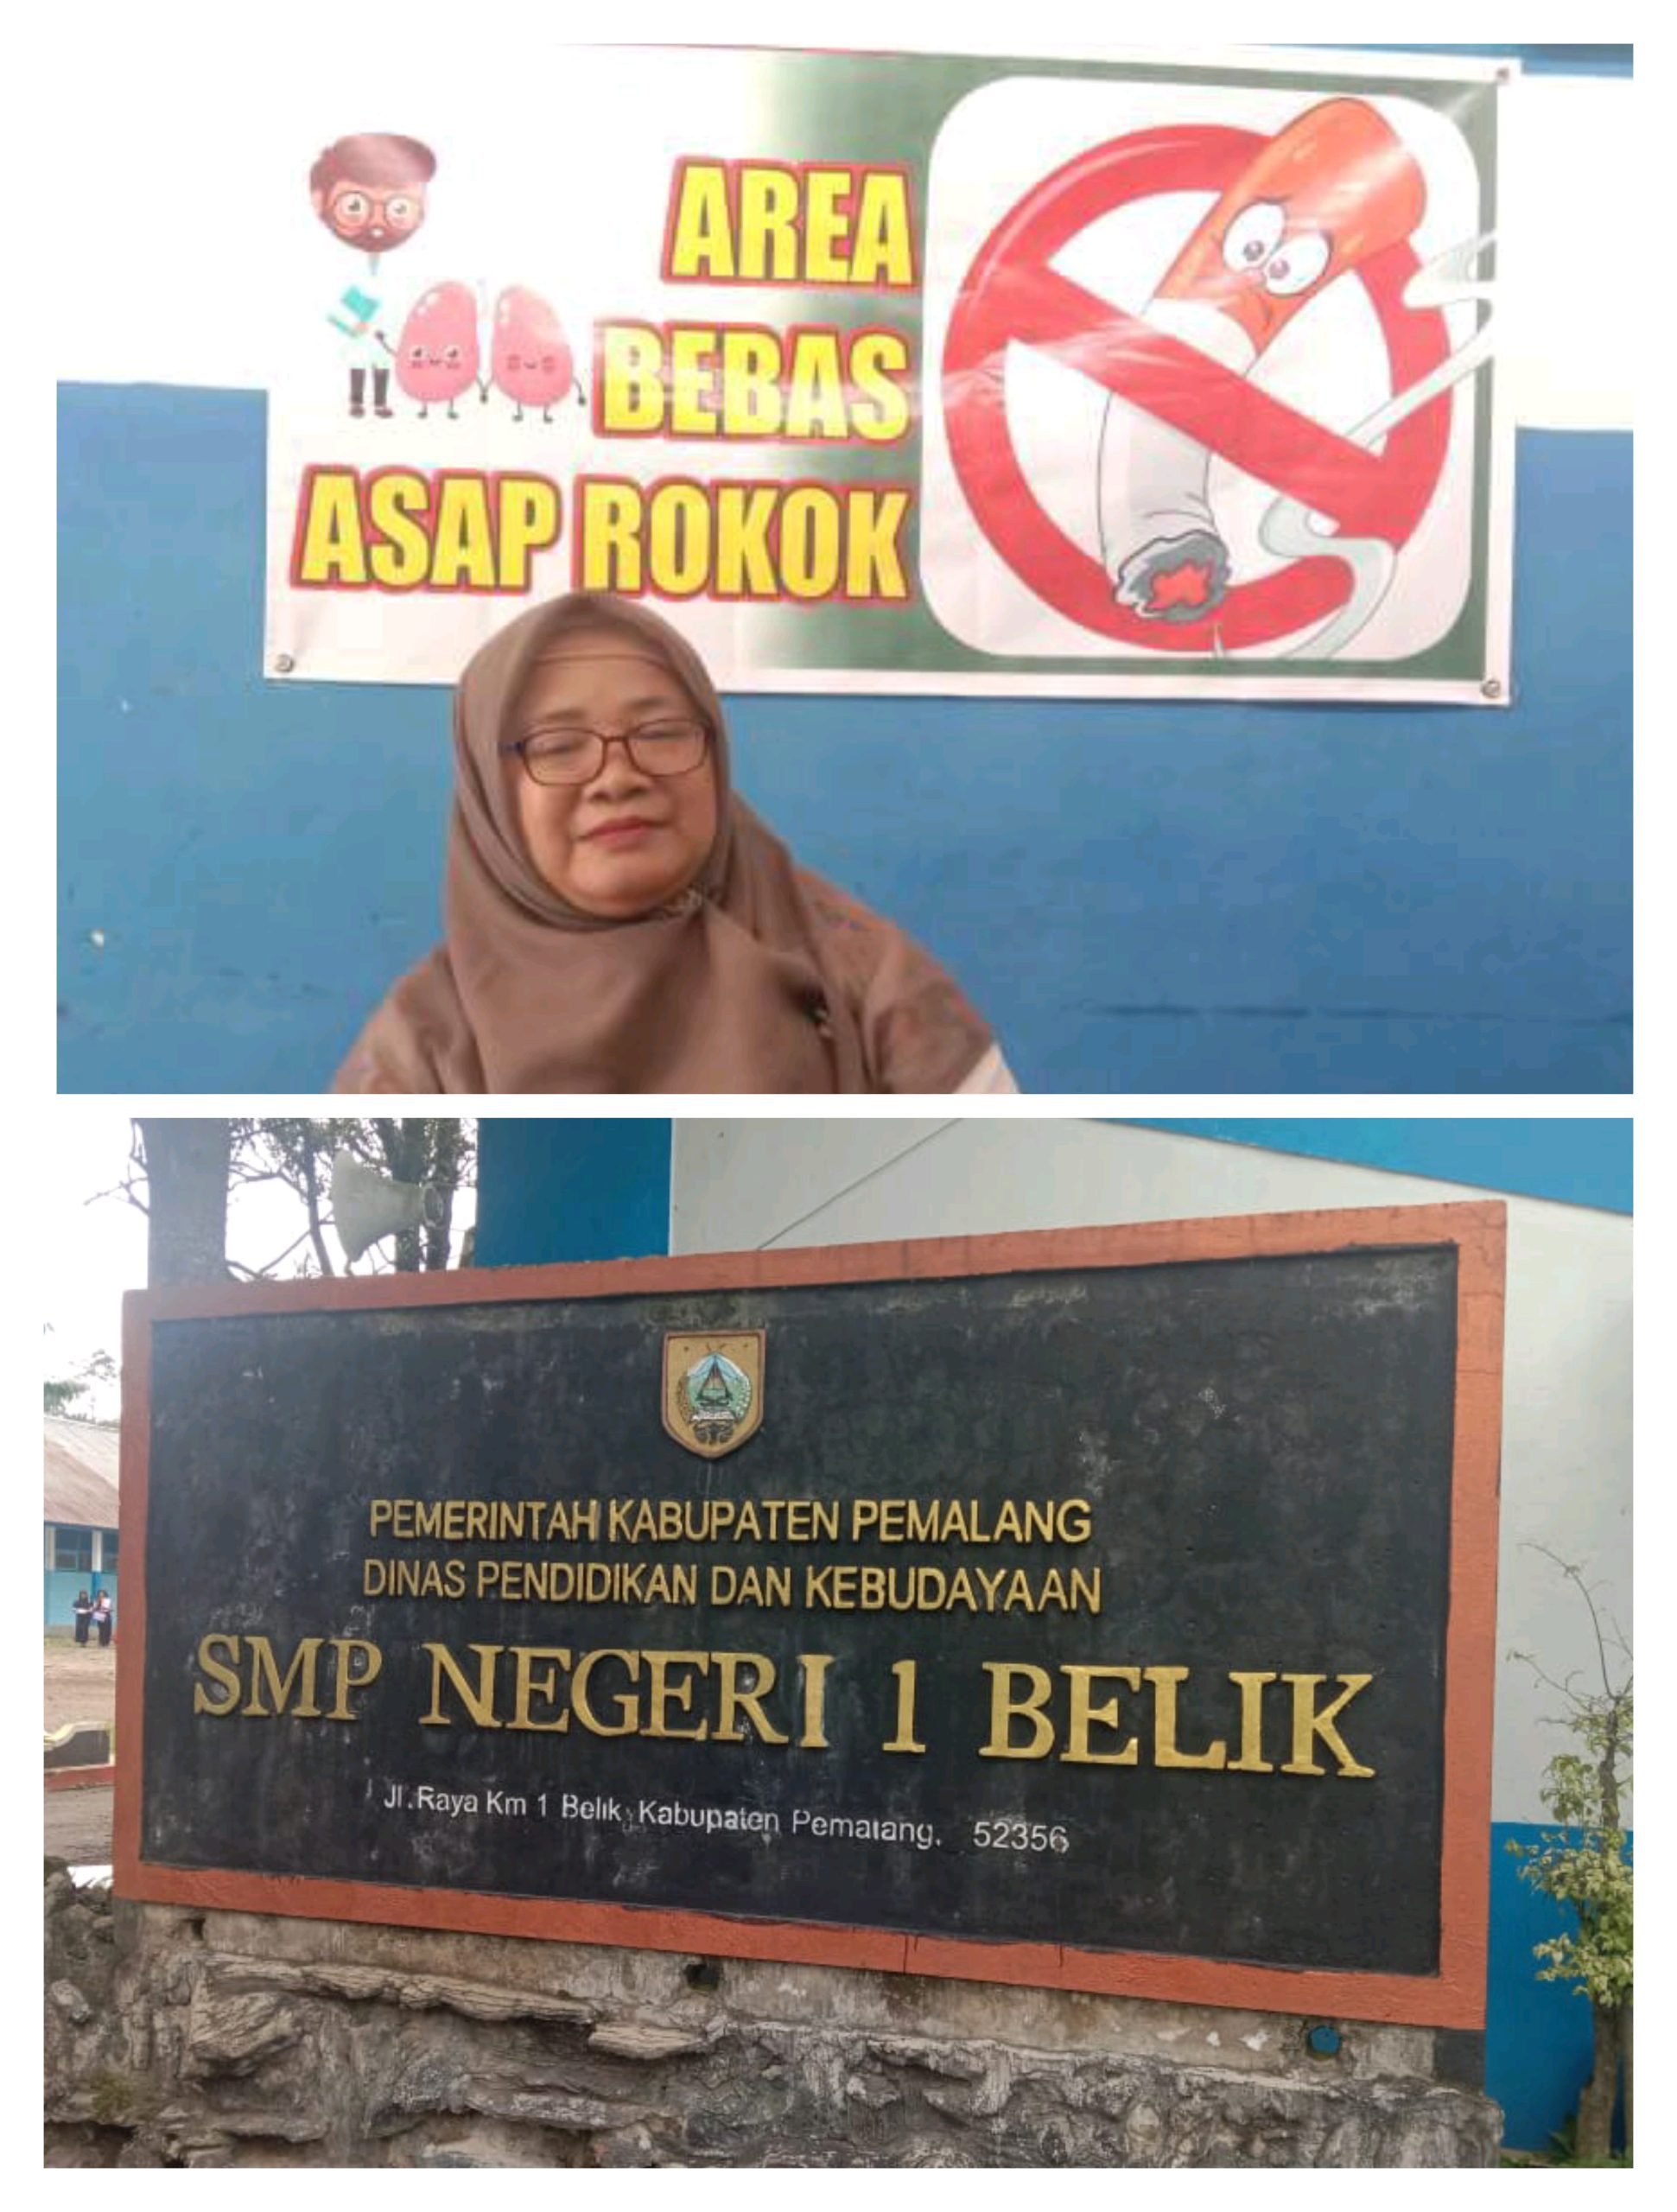 AREA
BEBAS
ASAP ROKOK
PEMERINTAH KABUPATEN PEMALANG
DINAS PENDIDIKAN DAN KEBUDAYAAN
SMP NEGERI 1 BELIK
Jl. Raya Km 1 Belik, Kabupaten Pemalang. 52356